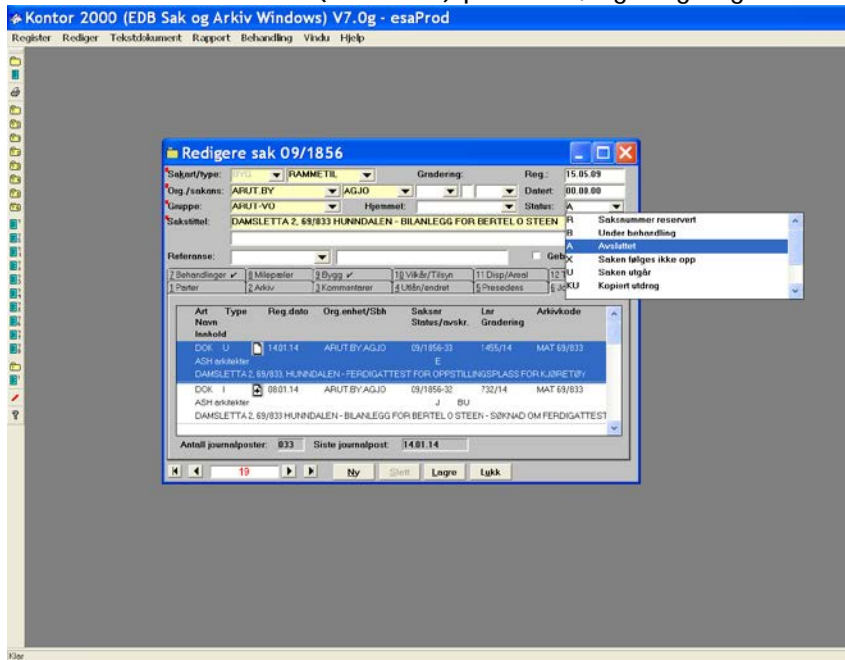 Kontor 2000 (EDB Sak og Arkiv Windows) V7.0g - esaProd
Register Rediger Tekstdokument Rapport Behandling Vindu Hjelp
Redigere sak 09/1856
Sakart/type: BYG RAMMETIL Gradering: Reg.: 15.05.09
Org./sakans: ARUT.BY AGJO Datert: 00.00.00
Gruppe: ARUT-VO Hjemmel: Status: A
Sakstittel: DAMSLETTA 2, 69/833 HUNNDALEN - BILANLEGG FOR BERTEL O STEEN
R Saksnummer reservert
B Under behandling
A Avsluttet
X Saken følges ikke opp
U Saken utgår
KU Kopiert utdrag
Referanse: Geb
7 Behandlinger 8 Milepæler 9 Bygg 10 Vilkår/Tilsyn 11 Disp/Areal 12
1 Parter 2 Arkiv 3 Kommentarer 4 Utlån/endret 5 Presedens
Art Type Reg.dato Org.enhet/Sbh Saksnr Lnr Arkivkode
Navn Status/avskr. Gradering
Innhold
DOK U 14.01.14 ARUT.BY.AGJO 09/1856-33 1455/14 MAT 69/833
ASH arkitekter E
DAMSLETTA 2, 69/833, HUNNDALEN - FERDIGATTEST FOR OPPSTILLINGSPLASS FOR KJØRETØY
DOK I 08.01.14 ARUT.BY.AGJO 09/1856-32 732/14 MAT 69/833
ASH arkitekter J BU
DAMSLETTA 2, 69/833 HUNNDALEN - BILANLEGG FOR BERTEL O STEEN - SØKNAD OM FERDIGATTEST
Antall journalposter: 033 Siste journalpost: 14.01.14
19 Ny Slett Lagre Lukk
Klar